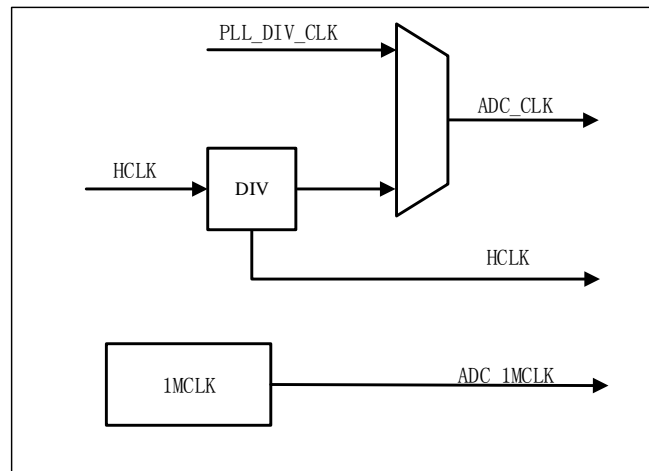 PLL_DIV_CLK
ADC_CLK
HCLK
DIV
HCLK
1MCLK
ADC_1MCLK